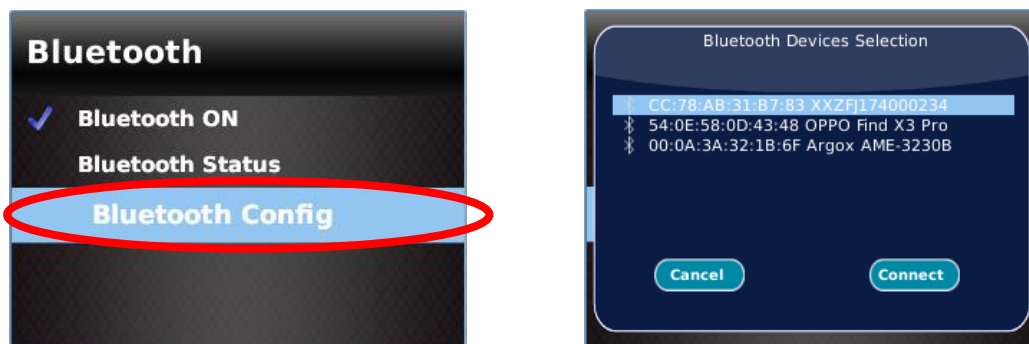 Bluetooth
Bluetooth ON
Bluetooth Status
Bluetooth Config
Bluetooth Devices Selection
CC:78:AB:31:B7:83 XXZFJ174000234
54:0E:58:0D:43:48 OPPO Find X3 Pro
00:0A:3A:32:1B:6F Argox AME-3230B
Cancel
Connect